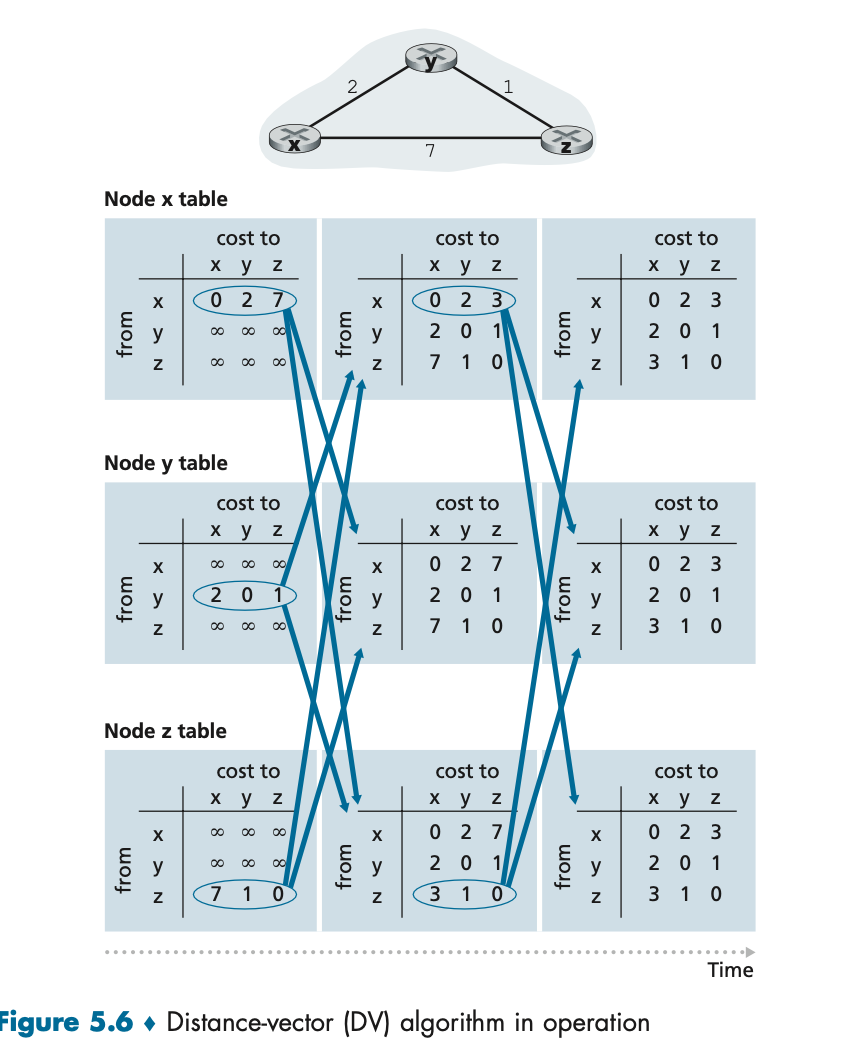 y
2 1
x z
7
Node x table
cost to cost to cost to
x y z x y z x y z
from x 0 2 7 from x 0 2 3 from x 0 2 3
y ∞ ∞ ∞ y 2 0 1 y 2 0 1
z ∞ ∞ ∞ z 7 1 0 z 3 1 0
Node y table
cost to cost to cost to
x y z x y z x y z
from x ∞ ∞ ∞ from x 0 2 7 from x 0 2 3
y 2 0 1 y 2 0 1 y 2 0 1
z ∞ ∞ ∞ z 7 1 0 z 3 1 0
Node z table
cost to cost to cost to
x y z x y z x y z
from x ∞ ∞ ∞ from x 0 2 7 from x 0 2 3
y ∞ ∞ ∞ y 2 0 1 y 2 0 1
z 7 1 0 z 3 1 0 z 3 1 0
Time
Figure 5.6 ♦ Distance-vector (DV) algorithm in operation